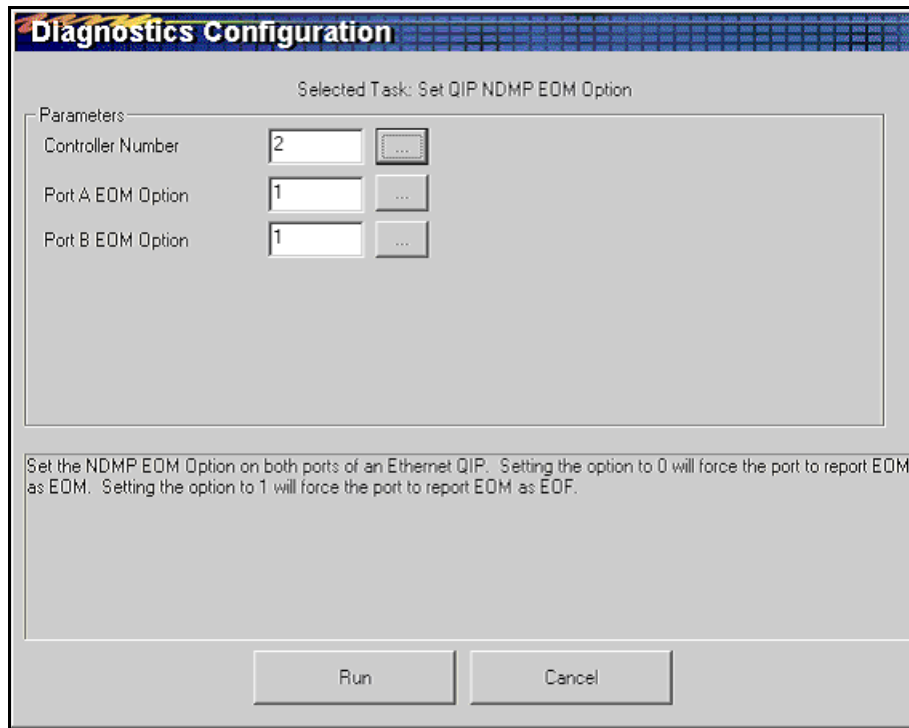 Diagnostics Configuration
Selected Task: Set QIP NDMP EOM Option
Parameters
Controller Number 2 ...
Port A EOM Option 1 ...
Port B EOM Option 1 ...
Set the NDMP EOM Option on both ports of an Ethernet QIP. Setting the option to 0 will force the port to report EOM
as EOM. Setting the option to 1 will force the port to report EOM as EOF.
Run Cancel